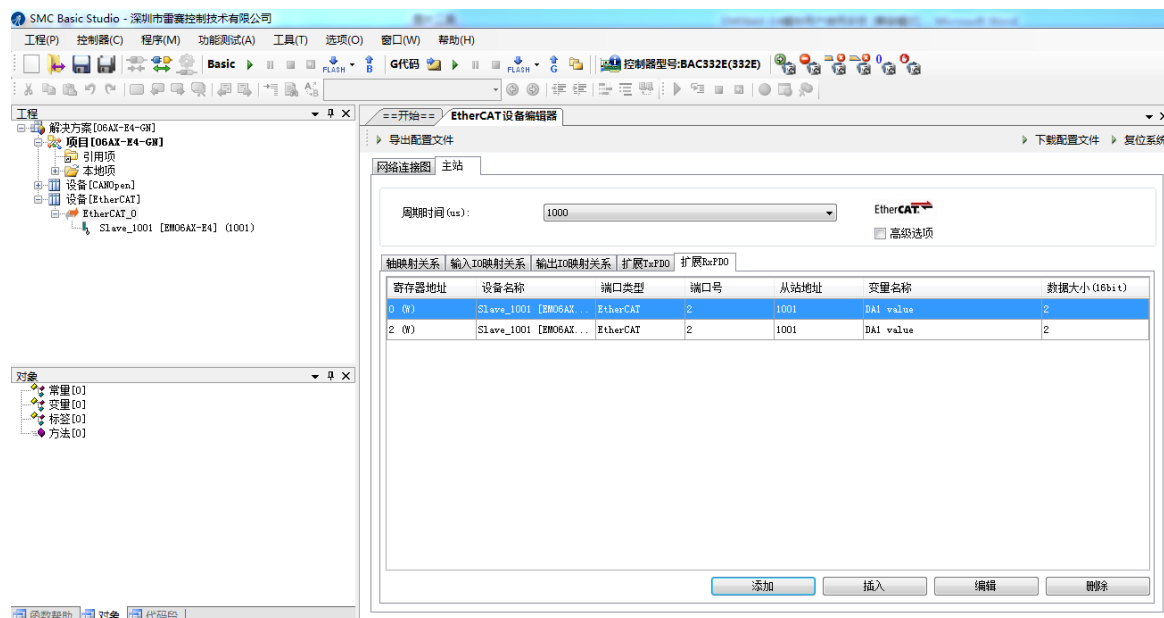 SMC Basic Studio - 深圳市雷赛控制技术有限公司
工程(P) 控制器(C) 程序(M) 功能测试(A) 工具(T) 选项(O) 窗口(W) 帮助(H)
Basic FLASH B G代码 FLASH G 控制器型号:BAC332E(332E)
工程
解决方案[06AX-E4-GN]
项目[06AX-E4-GN]
引用项
本地项
设备[CANOpen]
设备[EtherCAT]
EtherCAT_0
Slave_1001 [EM06AX-E4] (1001)
对象
常量[0]
变量[0]
标签[0]
方法[0]
函数帮助 对象 代码段
==开始== EtherCAT设备编辑器
导出配置文件 下载配置文件 复位系统
网络连接图 主站
周期时间(us): 1000 EtherCAT
高级选项
轴映射关系 输入IO映射关系 输出IO映射关系 扩展TxPDO 扩展RxPDO
寄存器地址 设备名称 端口类型 端口号 从站地址 变量名称 数据大小(16bit)
0 (W) Slave_1001 [EM06AX... EtherCAT 2 1001 DA1 value 2
2 (W) Slave_1001 [EM06AX... EtherCAT 2 1001 DA1 value 2
添加 插入 编辑 删除